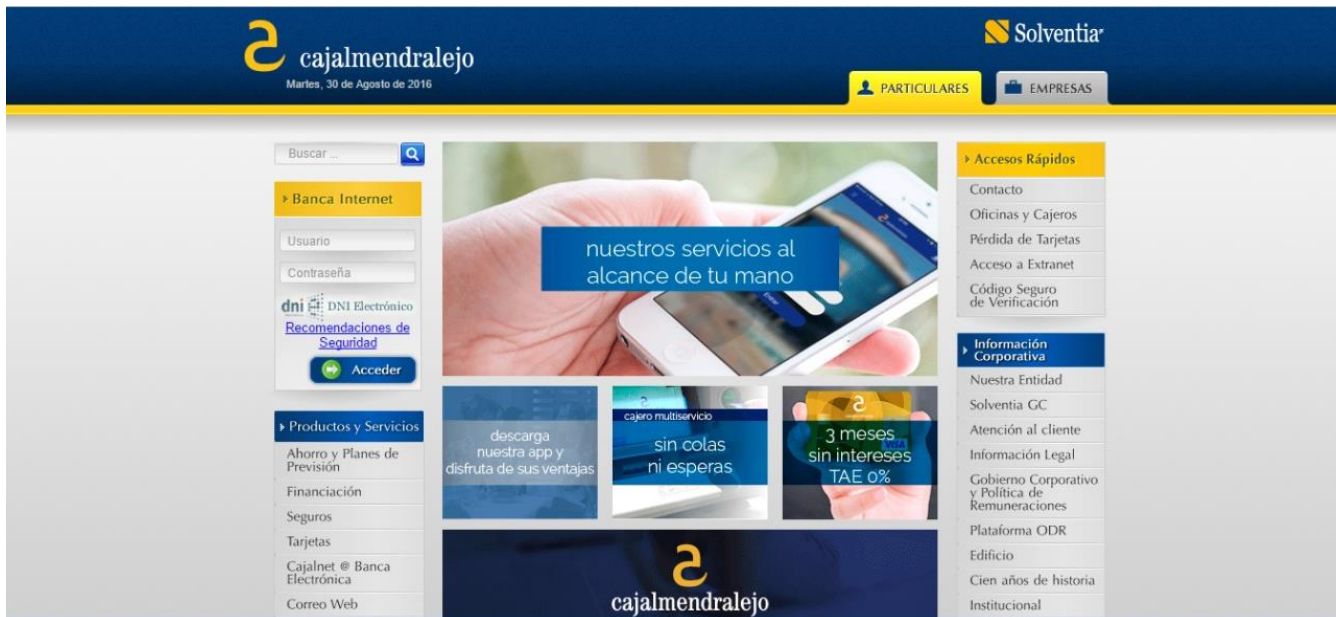 cajalmendralejo
Martes, 30 de Agosto de 2016
Solventia
PARTICULARES
EMPRESAS
Buscar ...
Banca Internet
Usuario
Contraseña
dni
DNI Electrónico
Recomendaciones de
Seguridad
Acceder
Productos y Servicios
Ahorro y Planes de
Previsión
Financiación
Seguros
Tarjetas
Cajalnet @ Banca
Electrónica
Correo Web
nuestros servicios al
alcance de tu mano
descarga
nuestra app y
disfruta de sus ventajas
cajero multiservicio
sin colas
ni esperas
3 meses
sin intereses
TAE 0%
VISA
cajalmendralejo
Accesos Rápidos
Contacto
Oficinas y Cajeros
Pérdida de Tarjetas
Acceso a Extranet
Código Seguro
de Verificación
Información
Corporativa
Nuestra Entidad
Solventia GC
Atención al cliente
Información Legal
Gobierno Corporativo
y Política de
Remuneraciones
Plataforma ODR
Edificio
Cien años de historia
Institucional